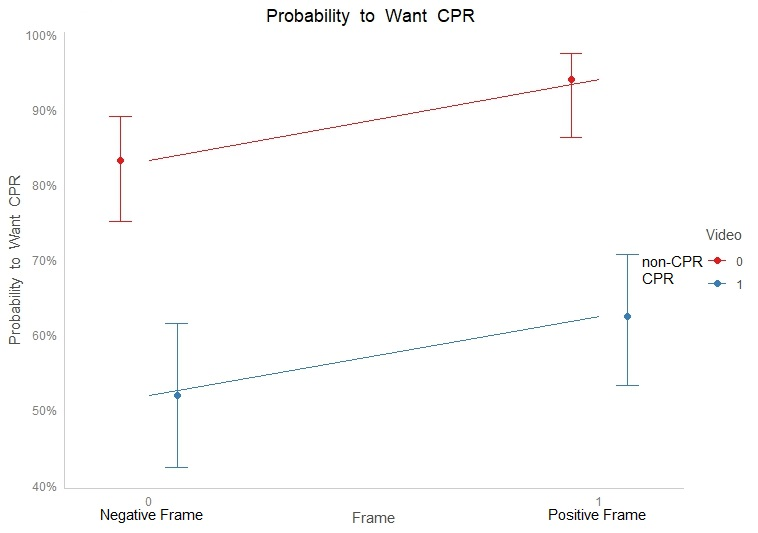 Probability to Want CPR
Probability to Want CPR
100%
90%
80%
70%
60%
50%
40%
0
1
Negative Frame
Positive Frame
Frame
Video
non-CPR 0
CPR 1